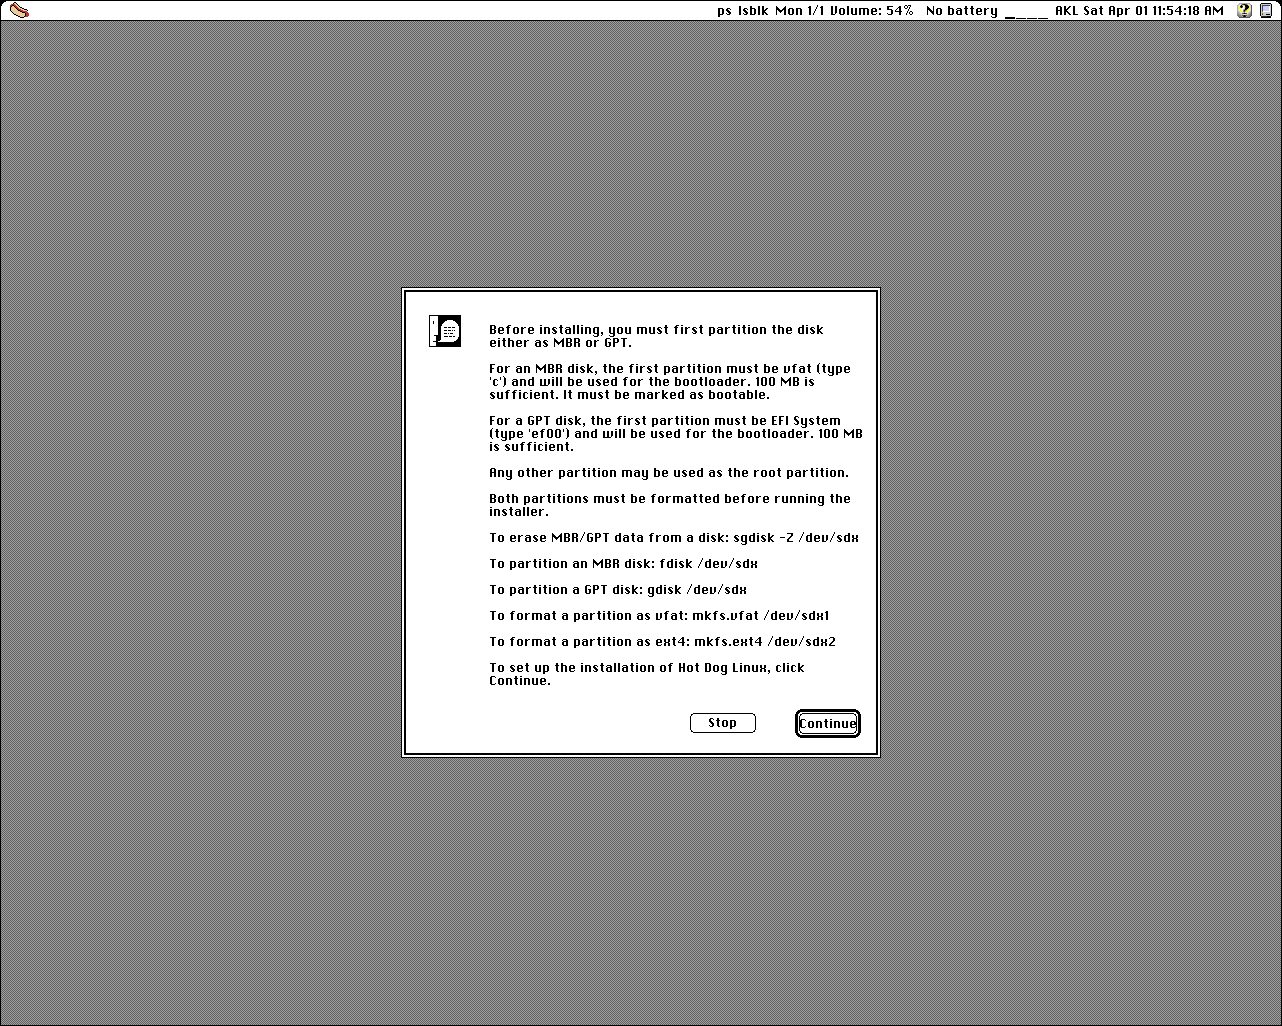 ps lsblk Mon 1/1 Volume: 54% No battery ____ AKL Sat Apr 01 11:54:18 AM
Before installing, you must first partition the disk
either as MBR or GPT.
For an MBR disk, the first partition must be vfat (type
'c') and will be used for the bootloader. 100 MB is
sufficient. It must be marked as bootable.
For a GPT disk, the first partition must be EFI System
(type 'ef00') and will be used for the bootloader. 100 MB
is sufficient.
Any other partition may be used as the root partition.
Both partitions must be formatted before running the
installer.
To erase MBR/GPT data from a disk: sgdisk -Z /dev/sdx
To partition an MBR disk: fdisk /dev/sdx
To partition a GPT disk: gdisk /dev/sdx
To format a partition as vfat: mkfs.vfat /dev/sdx1
To format a partition as ext4: mkfs.ext4 /dev/sdx2
To set up the installation of Hot Dog Linux, click
Continue.
Stop Continue